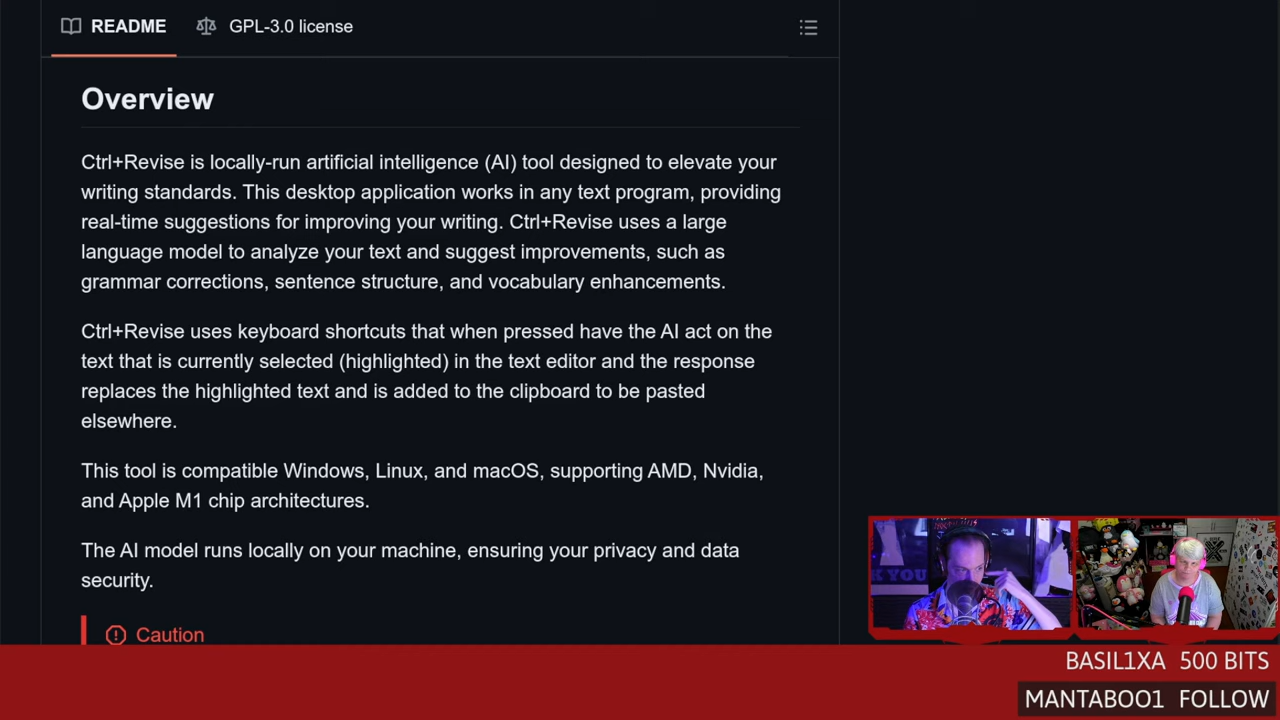 README GPL-3.0 license
Overview
Ctrl+Revise is locally-run artificial intelligence (AI) tool designed to elevate your
writing standards. This desktop application works in any text program, providing
real-time suggestions for improving your writing. Ctrl+Revise uses a large
language model to analyze your text and suggest improvements, such as
grammar corrections, sentence structure, and vocabulary enhancements.
Ctrl+Revise uses keyboard shortcuts that when pressed have the AI act on the
text that is currently selected (highlighted) in the text editor and the response
replaces the highlighted text and is added to the clipboard to be pasted
elsewhere.
This tool is compatible Windows, Linux, and macOS, supporting AMD, Nvidia,
and Apple M1 chip architectures.
The AI model runs locally on your machine, ensuring your privacy and data
security.
Caution
BASIL1XA 500 BITS
MANTABOO1 FOLLOW